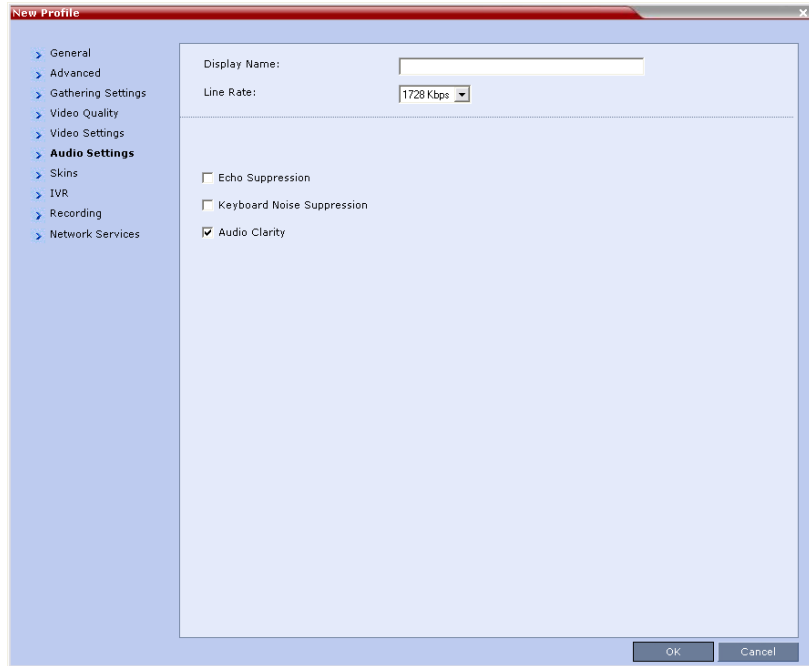 New Profile
General
Advanced
Gathering Settings
Video Quality
Video Settings
Audio Settings
Skins
IVR
Recording
Network Services
Display Name:
Line Rate:
1728 Kbps
Echo Suppression
Keyboard Noise Suppression
Audio Clarity
OK
Cancel